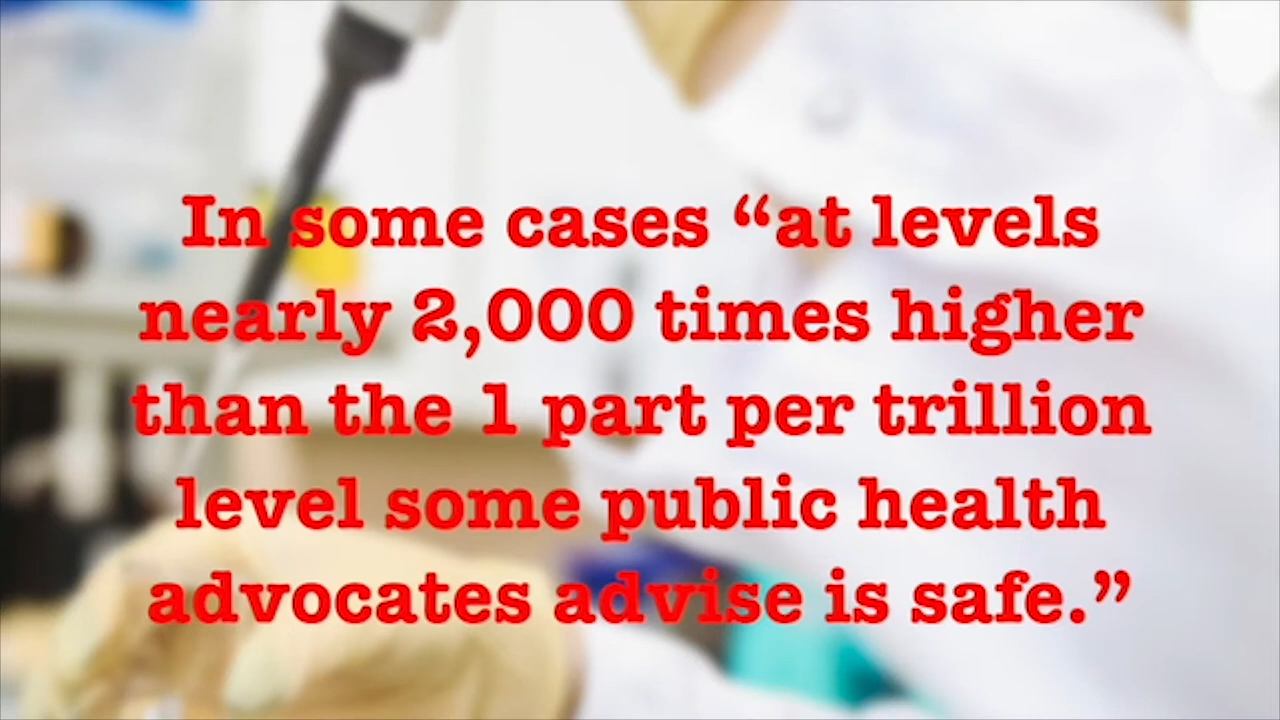 In some cases “at levels
nearly 2,000 times higher
than the 1 part per trillion
level some public health
advocates advise is safe.”